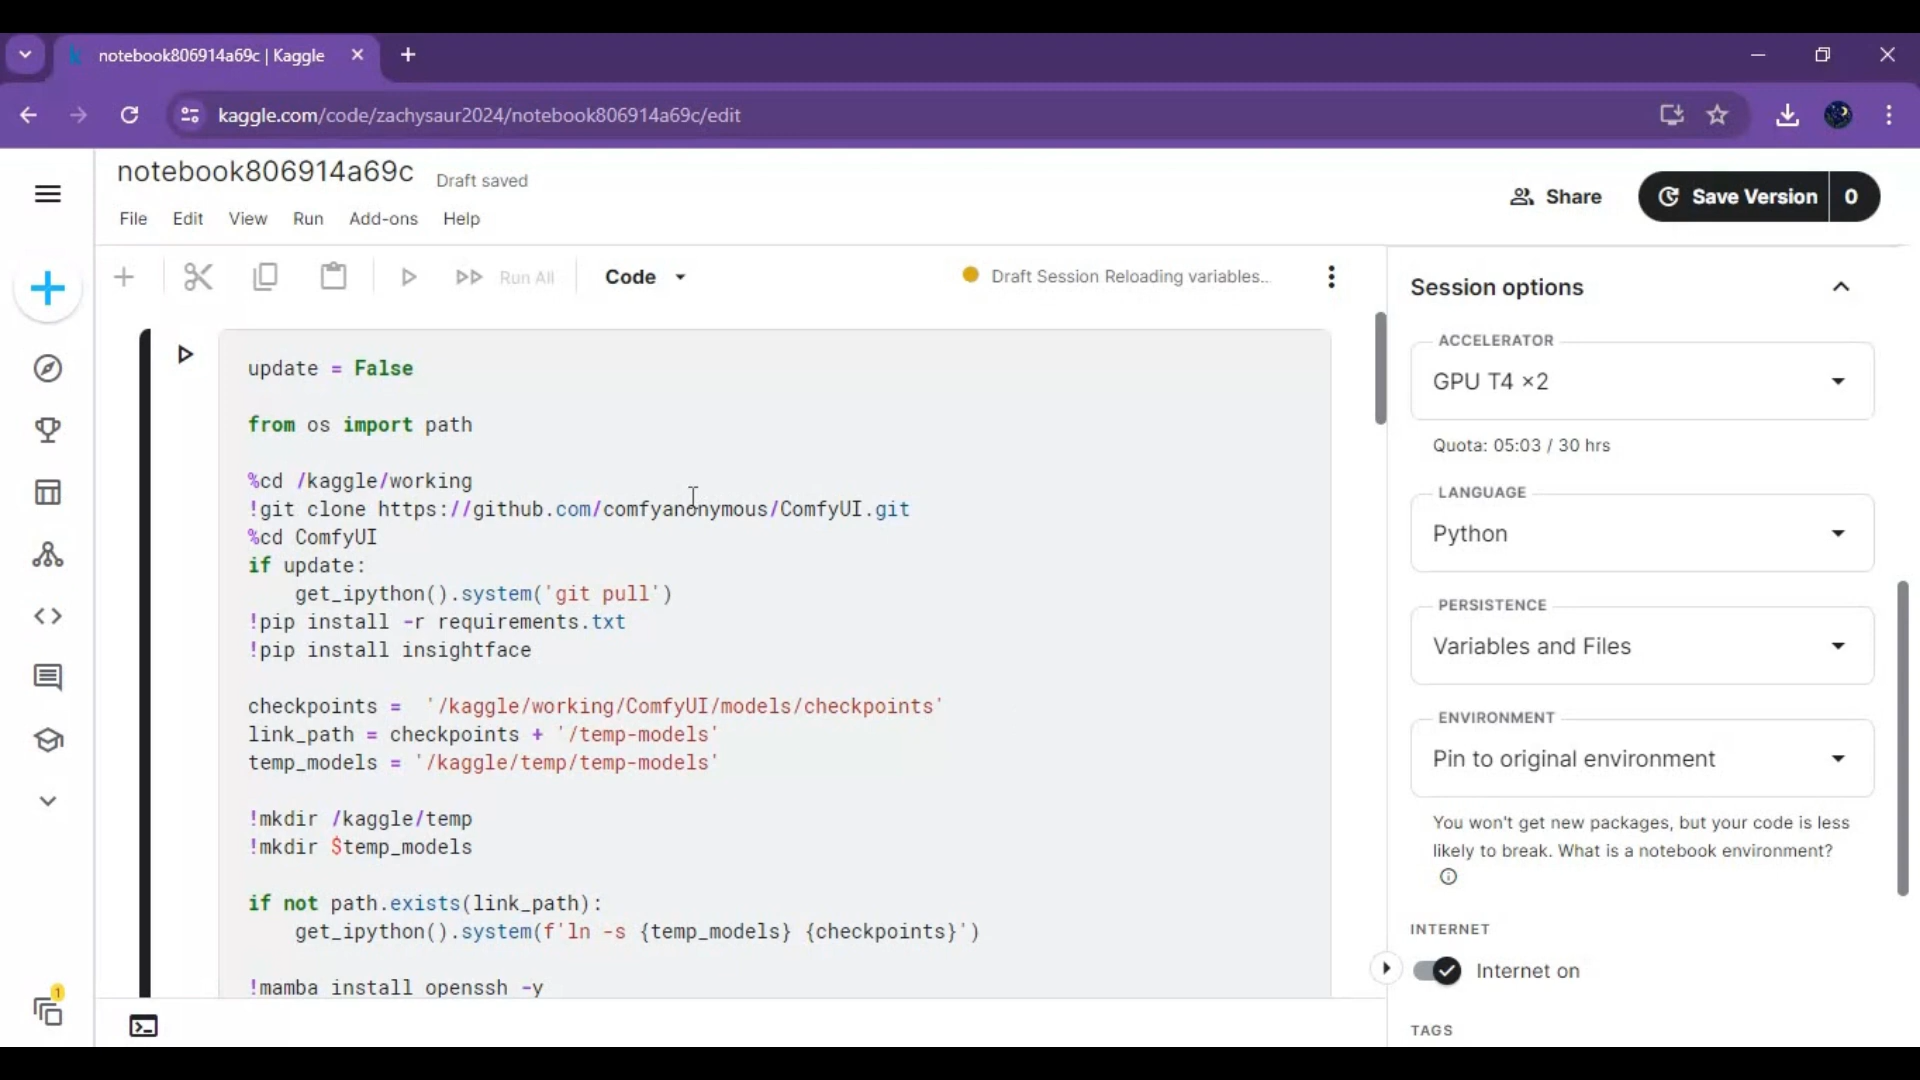 notebook806914a69c | Kaggle
kaggle.com/code/zachysaur2024/notebook806914a69c/edit
notebook806914a69c
Draft saved
File Edit View Run Add-ons Help
Share
Save Version 0
Run All
Code
Draft Session Reloading variables...
update = False
from os import path
%cd /kaggle/working
!git clone https://github.com/comfyanonymous/ComfyUI.git
%cd ComfyUI
if update:
    get_ipython().system('git pull')
!pip install -r requirements.txt
!pip install insightface
checkpoints =  '/kaggle/working/ComfyUI/models/checkpoints'
link_path = checkpoints + '/temp-models'
temp_models = '/kaggle/temp/temp-models'
!mkdir /kaggle/temp
!mkdir $temp_models
if not path.exists(link_path):
    get_ipython().system(f'ln -s {temp_models} {checkpoints}')
!mamba install openssh -y
Session options
ACCELERATOR
GPU T4 ×2
Quota: 05:03 / 30 hrs
LANGUAGE
Python
PERSISTENCE
Variables and Files
ENVIRONMENT
Pin to original environment
You won't get new packages, but your code is less
likely to break. What is a notebook environment?
INTERNET
Internet on
TAGS
1